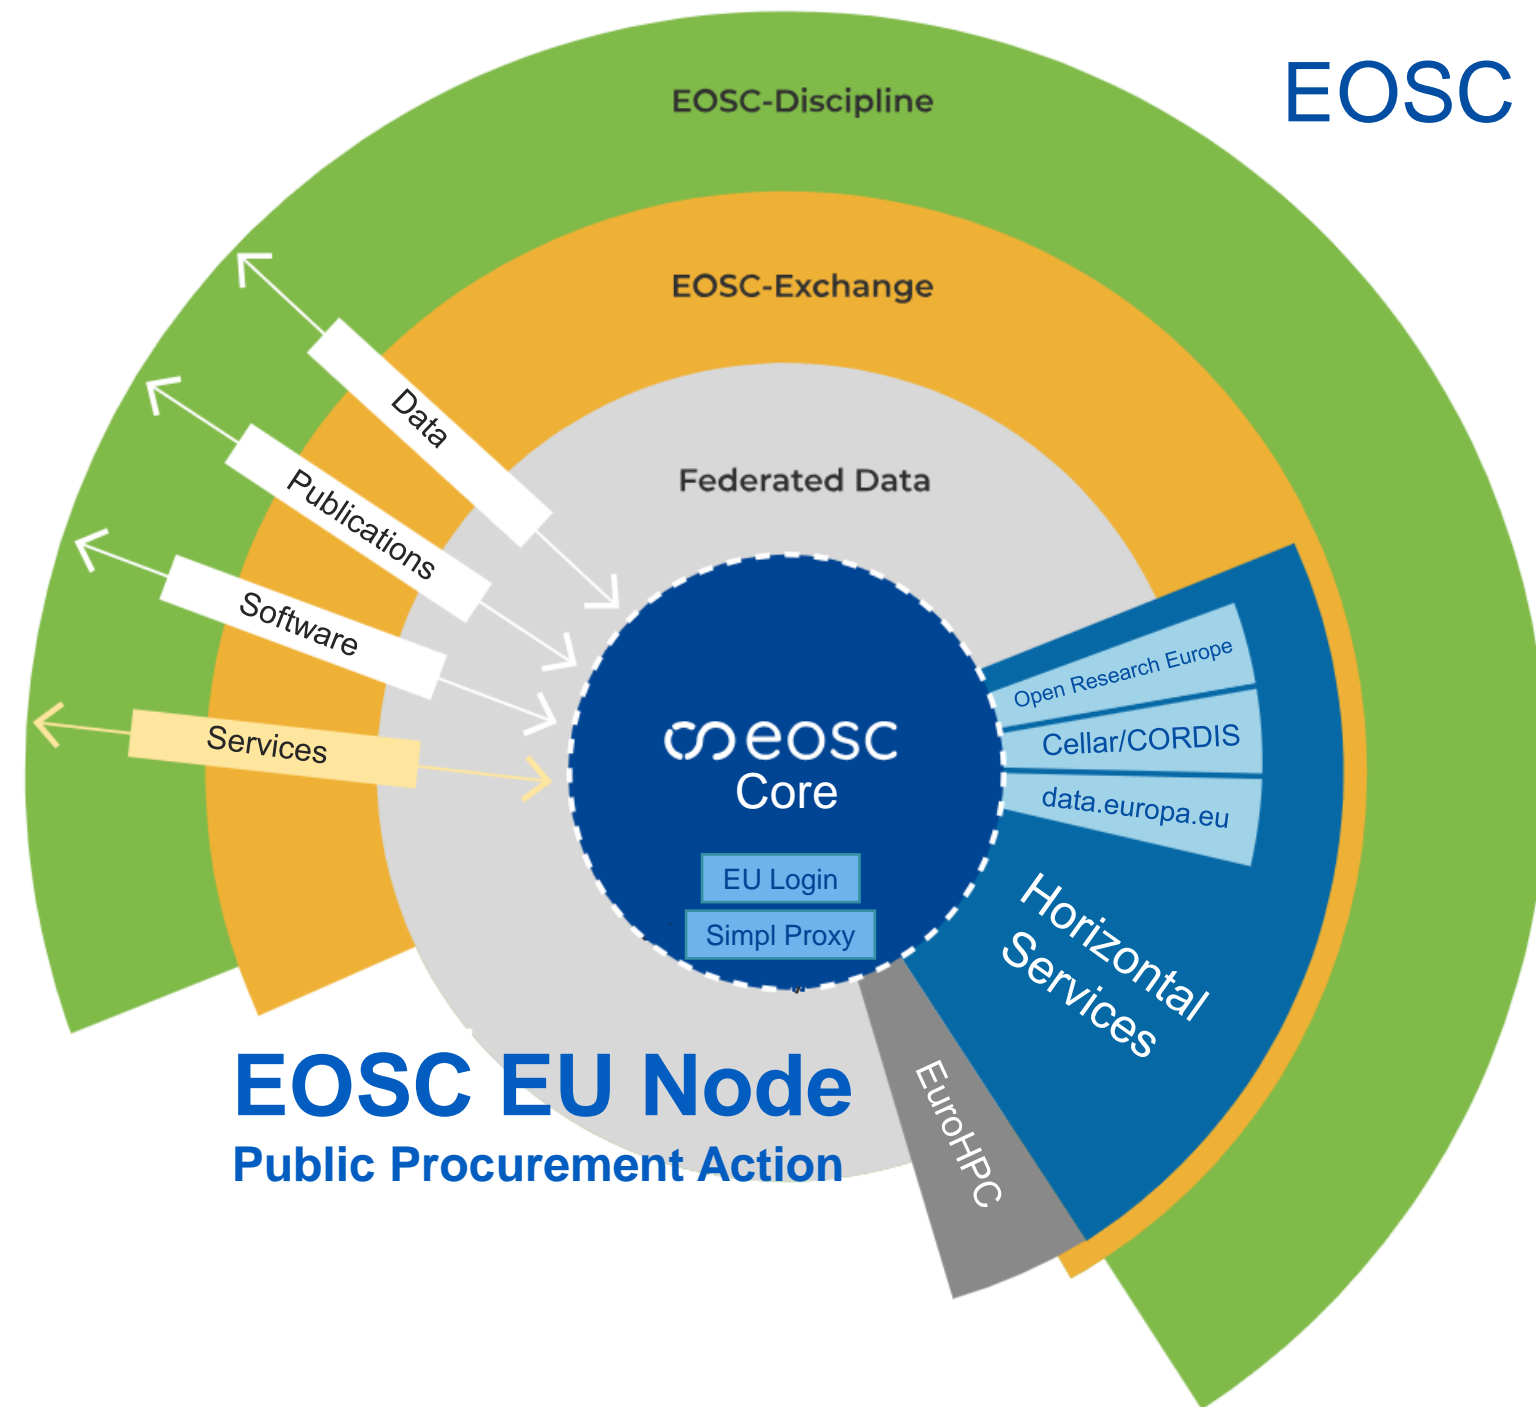 EOSC
EOSC-Discipline
EOSC-Exchange
Federated Data
Data
Publications
Software
Services
eosc
Core
EU Login
Simpl Proxy
Open Research Europe
Cellar/CORDIS
data.europa.eu
Horizontal
Services
EuroHPC
EOSC EU Node
Public Procurement Action